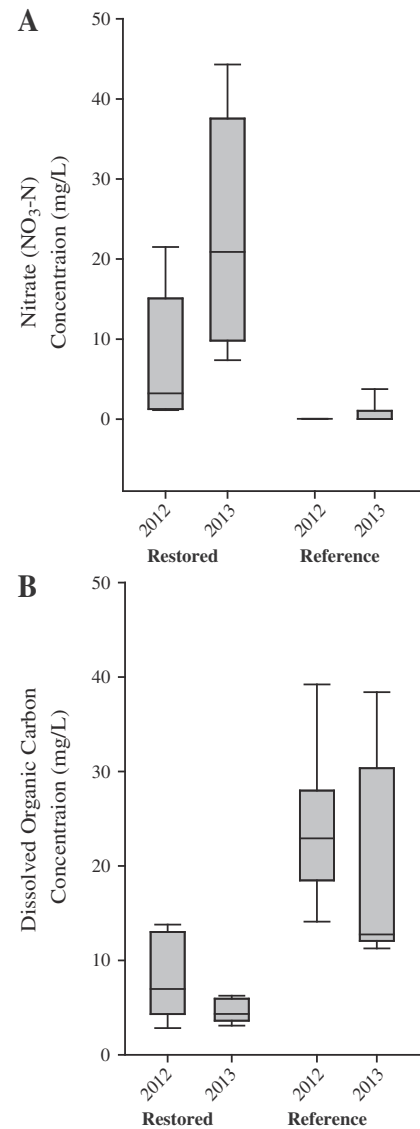 A
Nitrate (NO₃-N)
Concentraion (mg/L)
50
40
30
20
10
0
2012
2013
2012
2013
Restored
Reference
B
Dissolved Organic Carbon
Concentraion (mg/L)
50
40
30
20
10
0
2012
2013
2012
2013
Restored
Reference